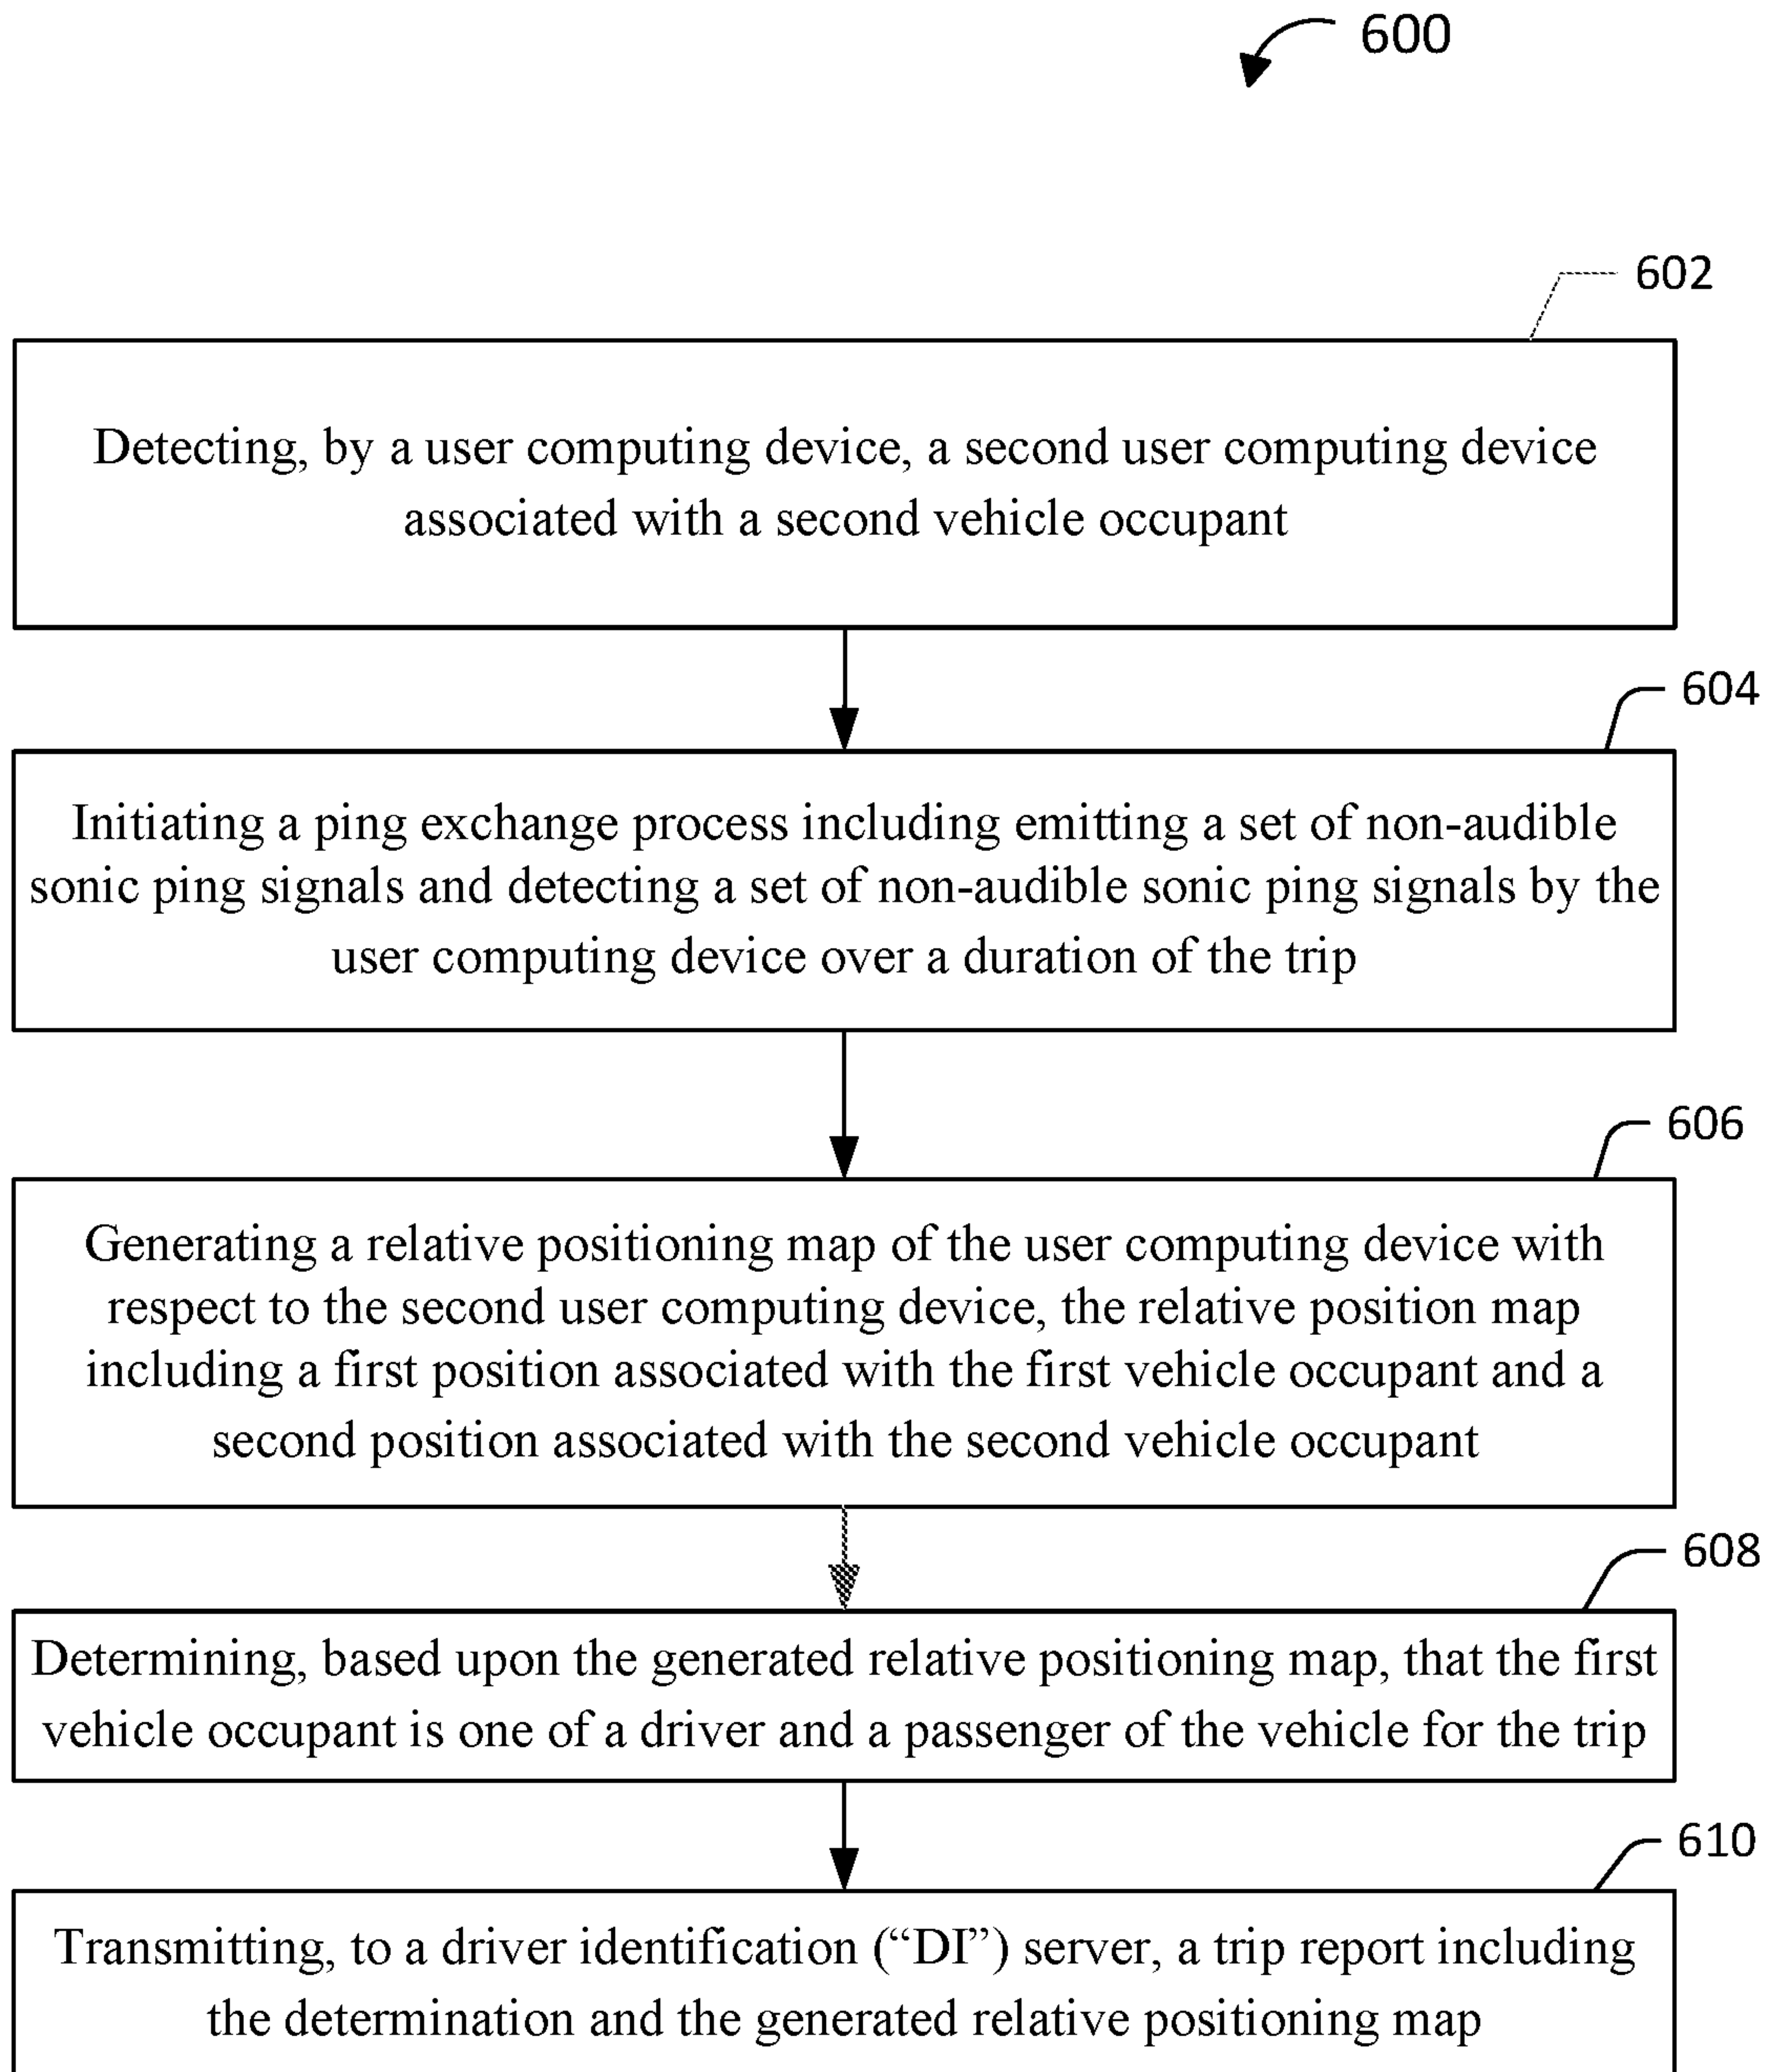 600
602
Detecting, by a user computing device, a second user computing device
associated with a second vehicle occupant
604
Initiating a ping exchange process including emitting a set of non-audible
sonic ping signals and detecting a set of non-audible sonic ping signals by the
user computing device over a duration of the trip
606
Generating a relative positioning map of the user computing device with
respect to the second user computing device, the relative position map
including a first position associated with the first vehicle occupant and a
second position associated with the second vehicle occupant
608
Determining, based upon the generated relative positioning map, that the first
vehicle occupant is one of a driver and a passenger of the vehicle for the trip
610
Transmitting, to a driver identification (“DI”) server, a trip report including
the determination and the generated relative positioning map